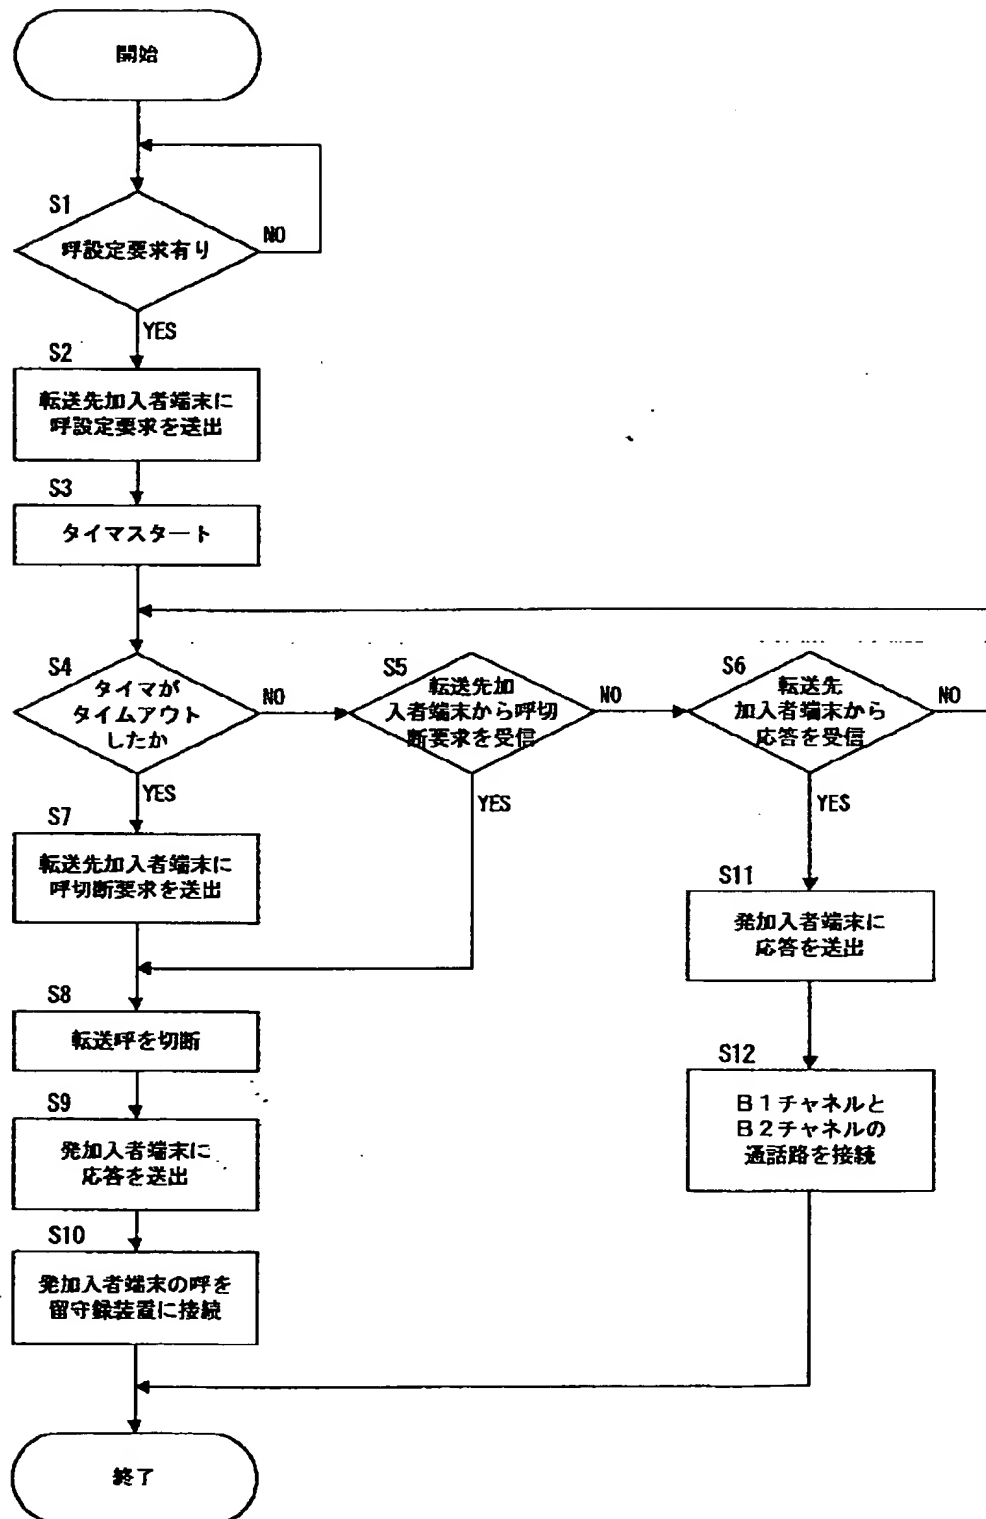 開始
S1
呼設定要求有り
NO
YES
S2
転送先加入者端末に
呼設定要求を送出
S3
タイマスタート
S4
タイマが
タイムアウト
したか
NO
YES
S5
転送先加
入者端末から呼切
断要求を受信
NO
YES
S6
転送先
加入者端末から
応答を受信
NO
YES
S7
転送先加入者端末に
呼切断要求を送出
S8
転送呼を切断
S9
発加入者端末に
応答を送出
S10
発加入者端末の呼を
留守録装置に接続
S11
発加入者端末に
応答を送出
S12
B1チャネルと
B2チャネルの
通話路を接続
終了